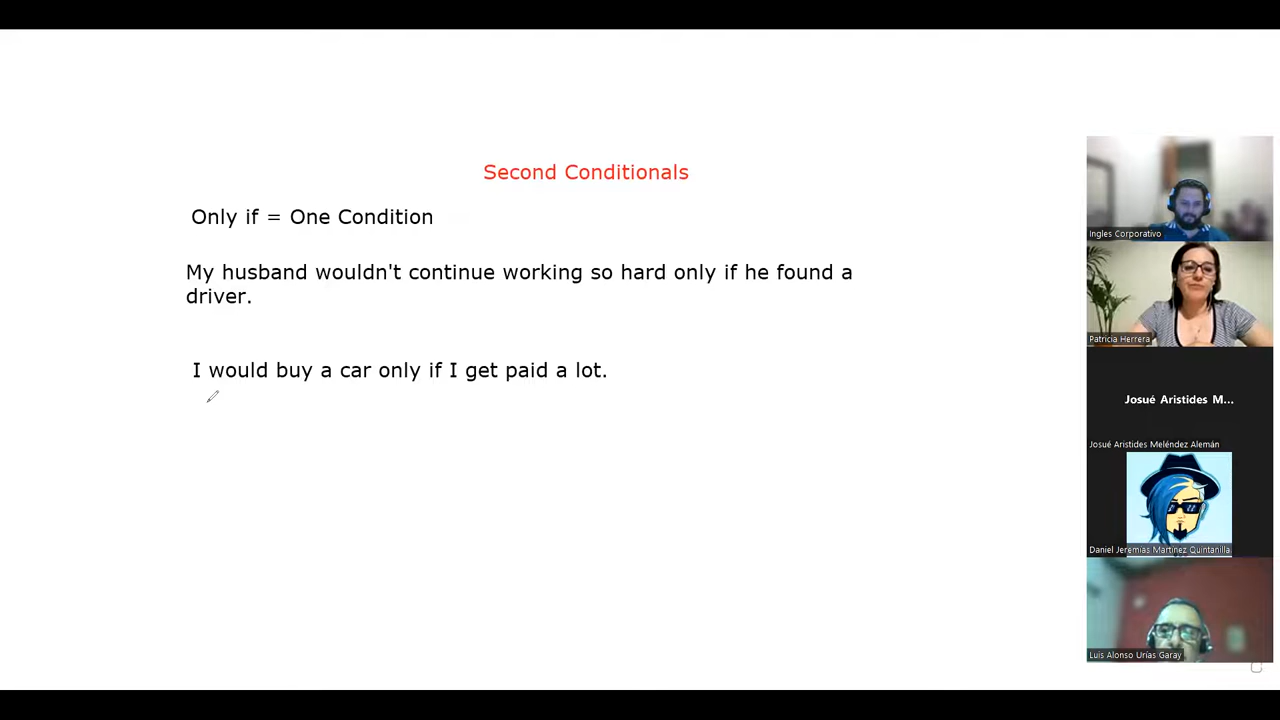 Second Conditionals
Only if = One Condition
My husband wouldn't continue working so hard only if he found a
driver.
I would buy a car only if I get paid a lot.
Ingles Corporativo
Patricia Herrera
Josué Aristides M...
Josué Aristides Meléndez Alemán
Daniel Jeremias Martinez Quintanilla
Luis Alonso Urías Garay